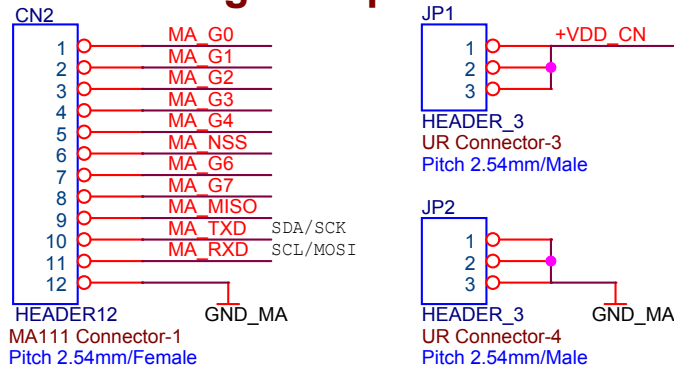 CN2
1 MA_G0
2 MA_G1
3 MA_G2
4 MA_G3
5 MA_G4
6 MA_NSS
7 MA_G6
8 MA_G7
9 MA_MISO
10 MA_TXD SDA/SCK
11 MA_RXD SCL/MOSI
12
HEADER12 GND_MA
MA111 Connector-1
Pitch 2.54mm/Female
JP1
1 +VDD_CN
2
3
HEADER_3
UR Connector-3
Pitch 2.54mm/Male
JP2
1
2
3
HEADER_3 GND_MA
UR Connector-4
Pitch 2.54mm/Male